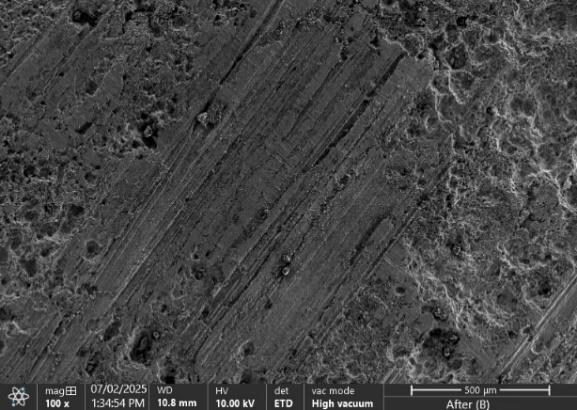 mag 07/02/2025 WD HV det vac mode 500 µm
100 x 1:34:54 PM 10.8 mm 10.00 kV ETD High vacuum After (B)